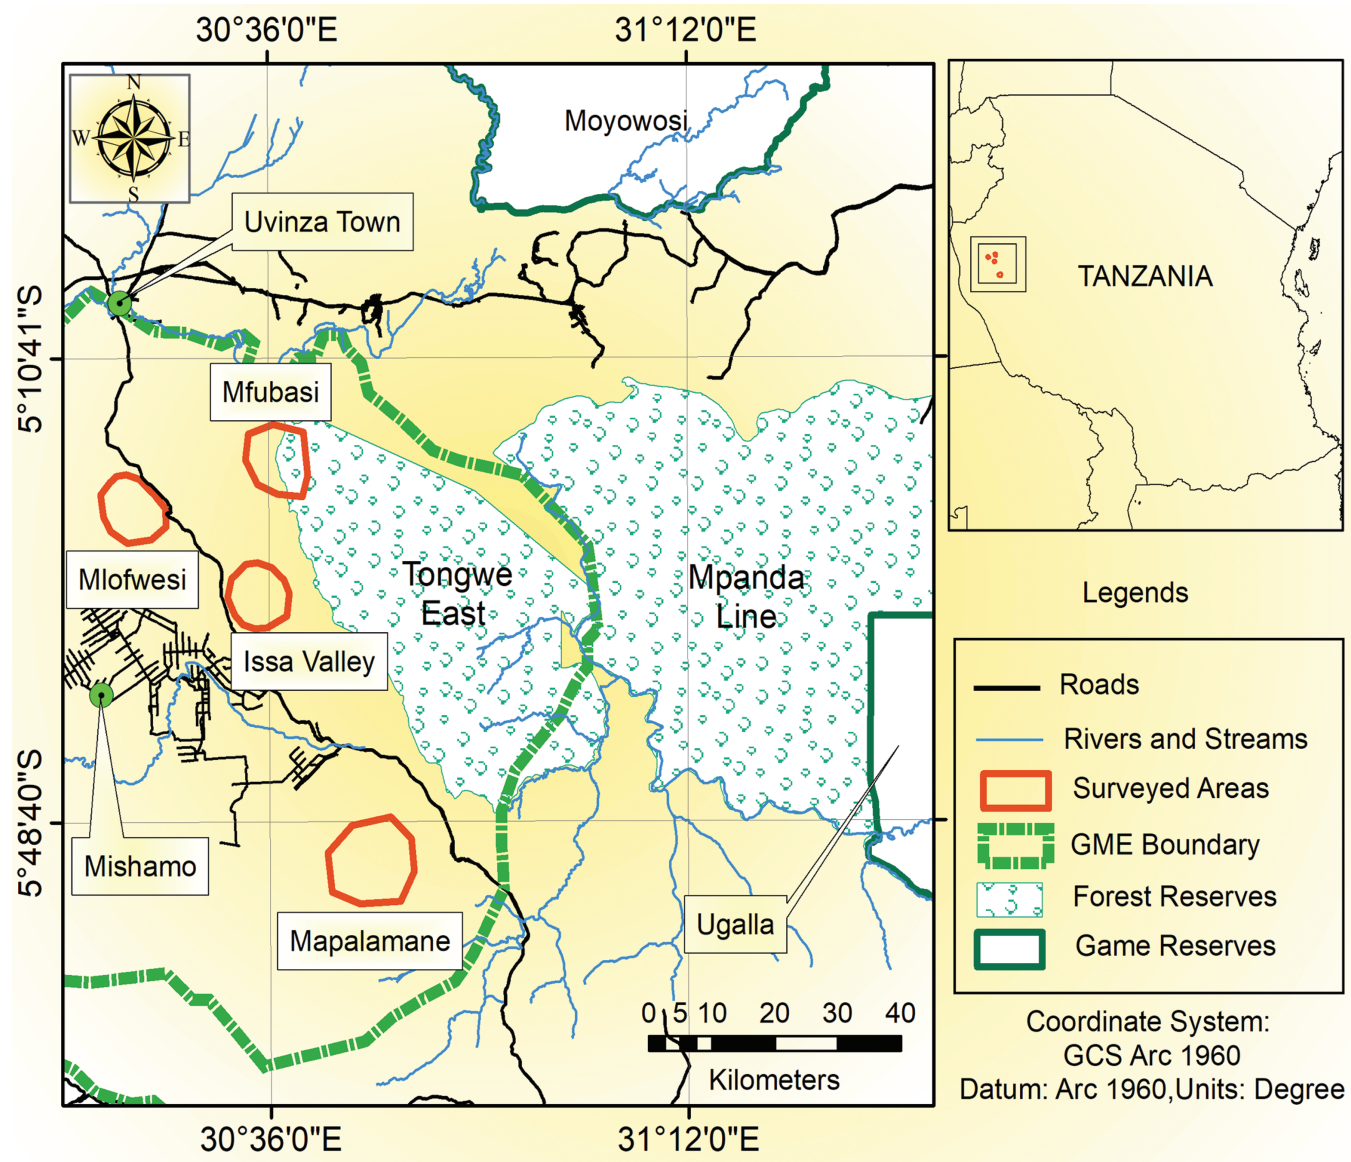 30°36'0"E
31°12'0"E
N
W
E
S
Moyowosi
Uvinza Town
TANZANIA
5°10'41"S
Mfubasi
Mlofwesi
Tongwe
East
Mpanda
Line
Issa Valley
Legends
Roads
Rivers and Streams
Surveyed Areas
GME Boundary
Forest Reserves
Game Reserves
5°48'40"S
Mishamo
Ugalla
Mapalamane
0 5 10 20 30 40
Kilometers
Coordinate System:
GCS Arc 1960
Datum: Arc 1960,Units: Degree
30°36'0"E
31°12'0"E